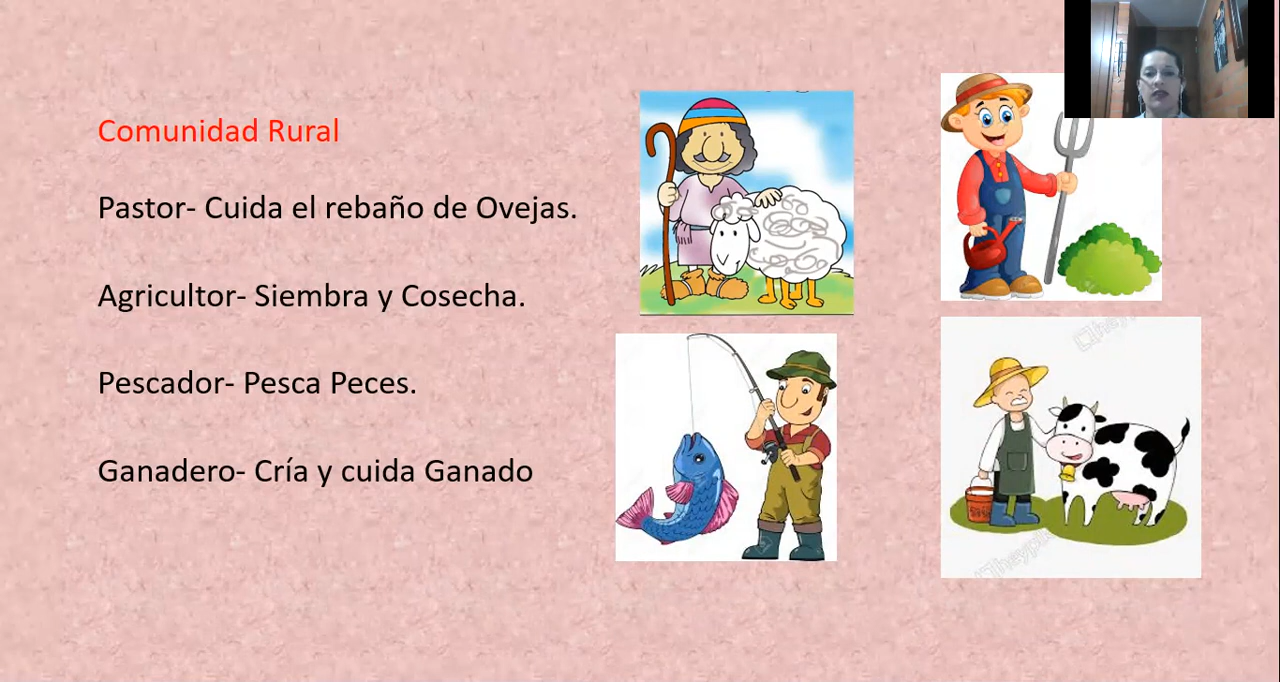 Comunidad Rural
Pastor- Cuida el rebaño de Ovejas.
Agricultor- Siembra y Cosecha.
Pescador- Pesca Peces.
Ganadero- Cría y cuida Ganado